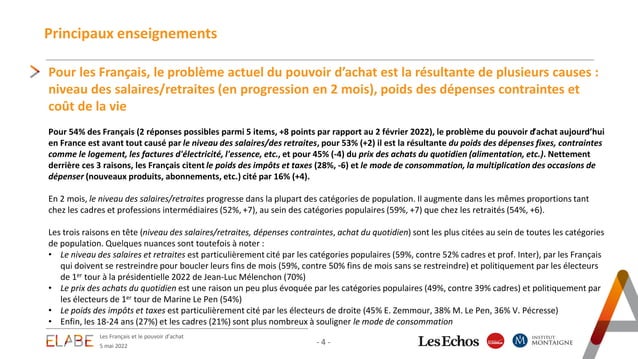 Principaux enseignements
Pour les Français, le problème actuel du pouvoir d'achat est la résultante de plusieurs causes :
niveau des salaires/retraites (en progression en 2 mois), poids des dépenses contraintes et
coût de la vie
Pour 54% des Français (2 réponses possibles parmi 5 items, +8 points par rapport au 2 février 2022), le problème du pouvoir d'achat aujourd'hui
en France est avant tout causé par le niveau des salaires/des retraites, pour 53% (+2) il est la résultante du poids des dépenses fixes, contraintes
comme le logement, les factures d'électricité, l'essence, etc., et pour 45% (-4) du prix des achats du quotidien (alimentation, etc.). Nettement
derrière ces 3 raisons, les Français citent le poids des impôts et taxes (28%, -6) et le mode de consommation, la multiplication des occasions de
dépenser (nouveaux produits, abonnements, etc.) cité par 16% (+4).
En 2 mois, le niveau des salaires/retraites progresse dans la plupart des catégories de population. Il augmente dans les mêmes proportions tant
chez les cadres et professions intermédiaires (52%, +7), au sein des catégories populaires (59%, +7) que chez les retraités (54%, +6).
Les trois raisons en tête (niveau des salaires/retraites, dépenses contraintes, achat du quotidien) sont les plus citées au sein de toutes les catégories
de population. Quelques nuances sont toutefois à noter :
• Le niveau des salaires et retraites est particulièrement cité par les catégories populaires (59%, contre 52% cadres et prof. Inter), par les Français
qui doivent se restreindre pour boucler leurs fins de mois (59%, contre 50% fins de mois sans se restreindre) et politiquement par les électeurs
de 1er tour à la présidentielle 2022 de Jean-Luc Mélenchon (70%)
• Le prix des achats du quotidien est une raison un peu plus évoquée par les catégories populaires (49%, contre 39% cadres) et politiquement par
les électeurs de 1er tour de Marine Le Pen (54%)
• Le poids des impôts et taxes est particulièrement cité par les électeurs de droite (45% E. Zemmour, 38% M. Le Pen, 36% V. Pécresse)
• Enfin, les 18-24 ans (27%) et les cadres (21%) sont plus nombreux à souligner le mode de consommation
ELABE
Les Français et le pouvoir d'achat
5 mai 2022
- 4 -
Les Echos
INSTITUT
MONTAIGNE